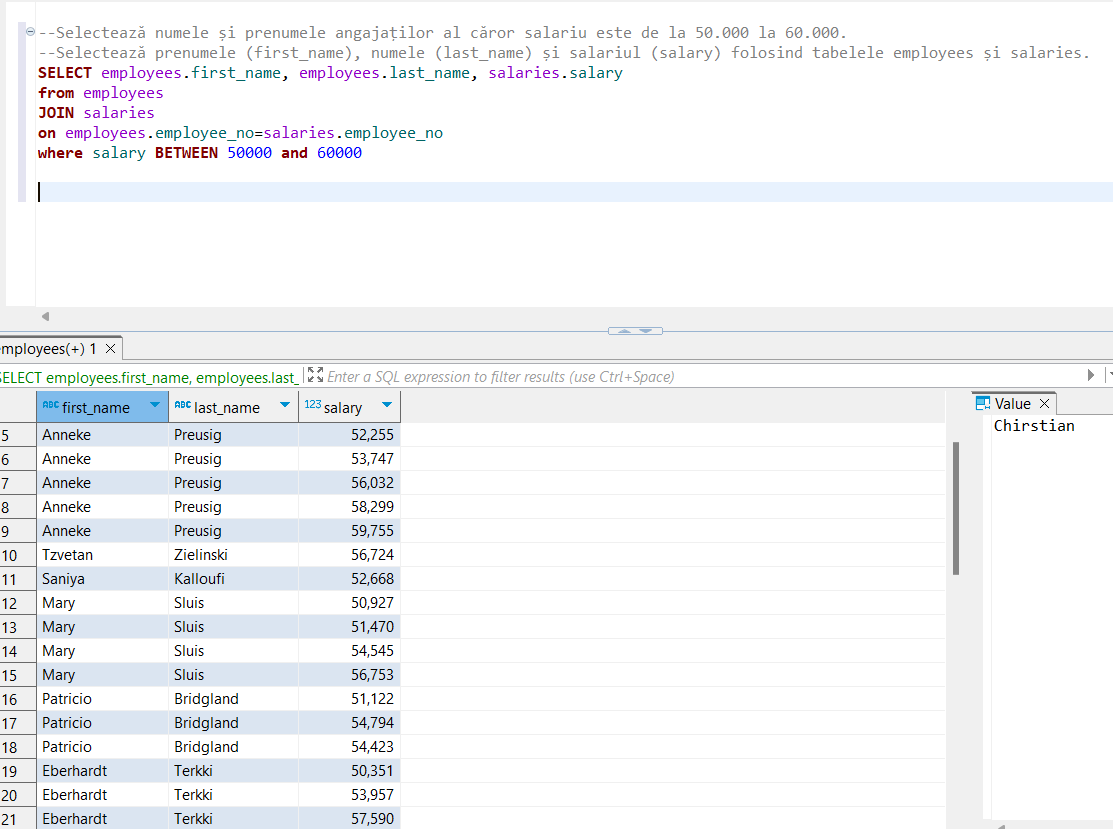 --Selectează numele și prenumele angajaților al căror salariu este de la 50.000 la 60.000.
--Selectează prenumele (first_name), numele (last_name) și salariul (salary) folosind tabelele employees și salaries.
SELECT employees.first_name, employees.last_name, salaries.salary
from employees
JOIN salaries
on employees.employee_no=salaries.employee_no
where salary BETWEEN 50000 and 60000
mployees(+) 1
SELECT employees.first_name, employees.last_ Enter a SQL expression to filter results (use Ctrl+Space)
ABC first_name ABC last_name 123 salary
Value
Chirstian
5 Anneke Preusig 52,255
6 Anneke Preusig 53,747
7 Anneke Preusig 56,032
8 Anneke Preusig 58,299
9 Anneke Preusig 59,755
10 Tzvetan Zielinski 56,724
11 Saniya Kalloufi 52,668
12 Mary Sluis 50,927
13 Mary Sluis 51,470
14 Mary Sluis 54,545
15 Mary Sluis 56,753
16 Patricio Bridgland 51,122
17 Patricio Bridgland 54,794
18 Patricio Bridgland 54,423
19 Eberhardt Terkki 50,351
20 Eberhardt Terkki 53,957
21 Eberhardt Terkki 57,590